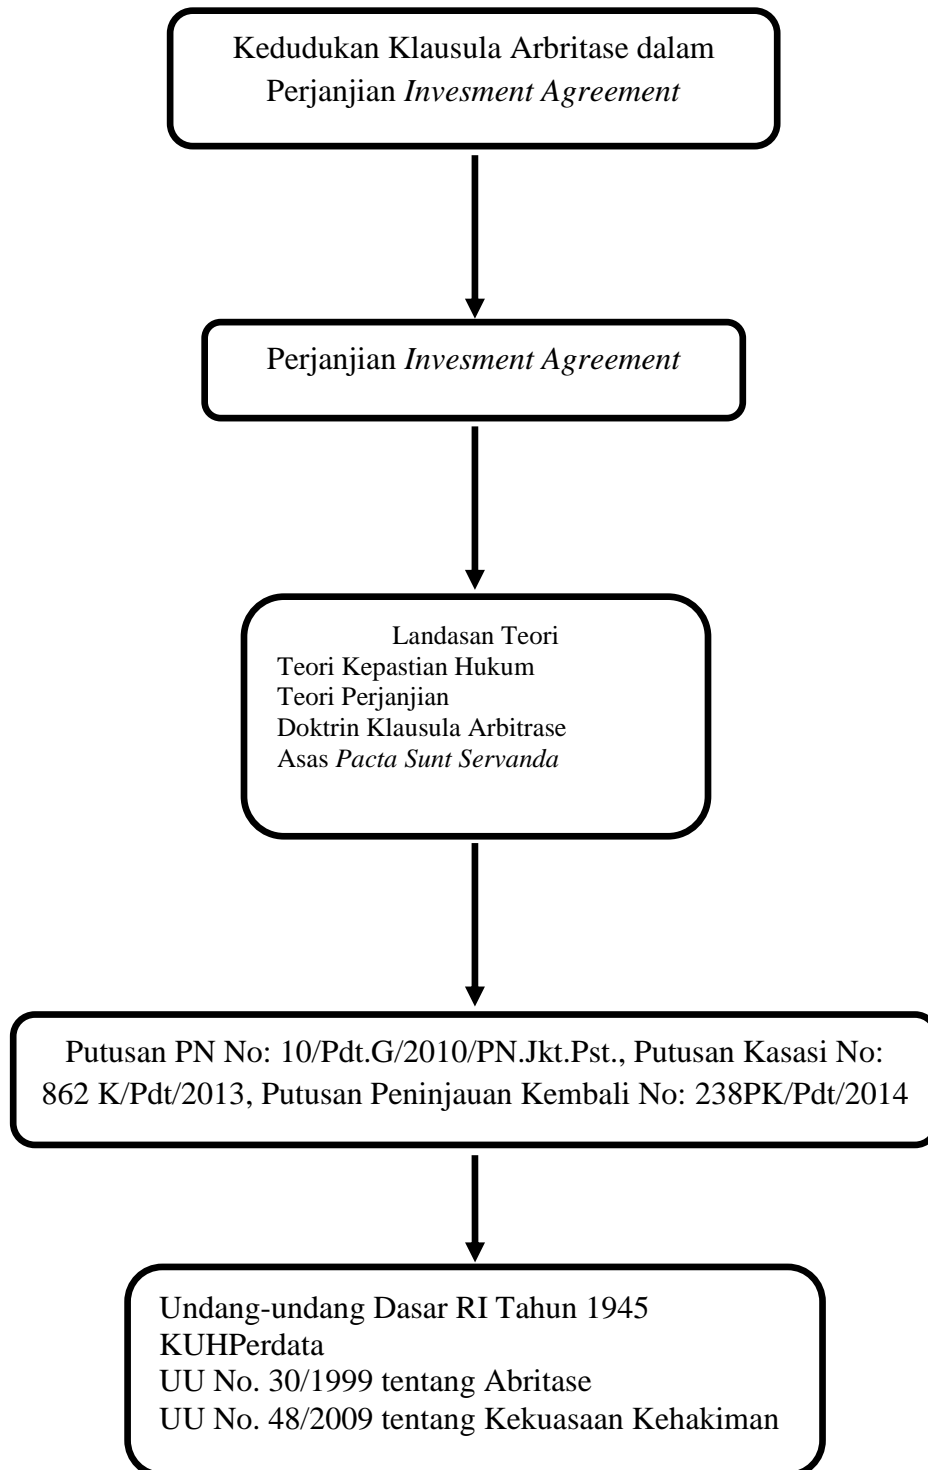 Kedudukan Klausula Arbritase dalam
Perjanjian Invesment Agreement
Perjanjian Invesment Agreement
Landasan Teori
Teori Kepastian Hukum
Teori Perjanjian
Doktrin Klausula Arbitrase
Asas Pacta Sunt Servanda
Putusan PN No: 10/Pdt.G/2010/PN.Jkt.Pst., Putusan Kasasi No:
862 K/Pdt/2013, Putusan Peninjauan Kembali No: 238PK/Pdt/2014
Undang-undang Dasar RI Tahun 1945
KUHPerdata
UU No. 30/1999 tentang Abritase
UU No. 48/2009 tentang Kekuasaan Kehakiman